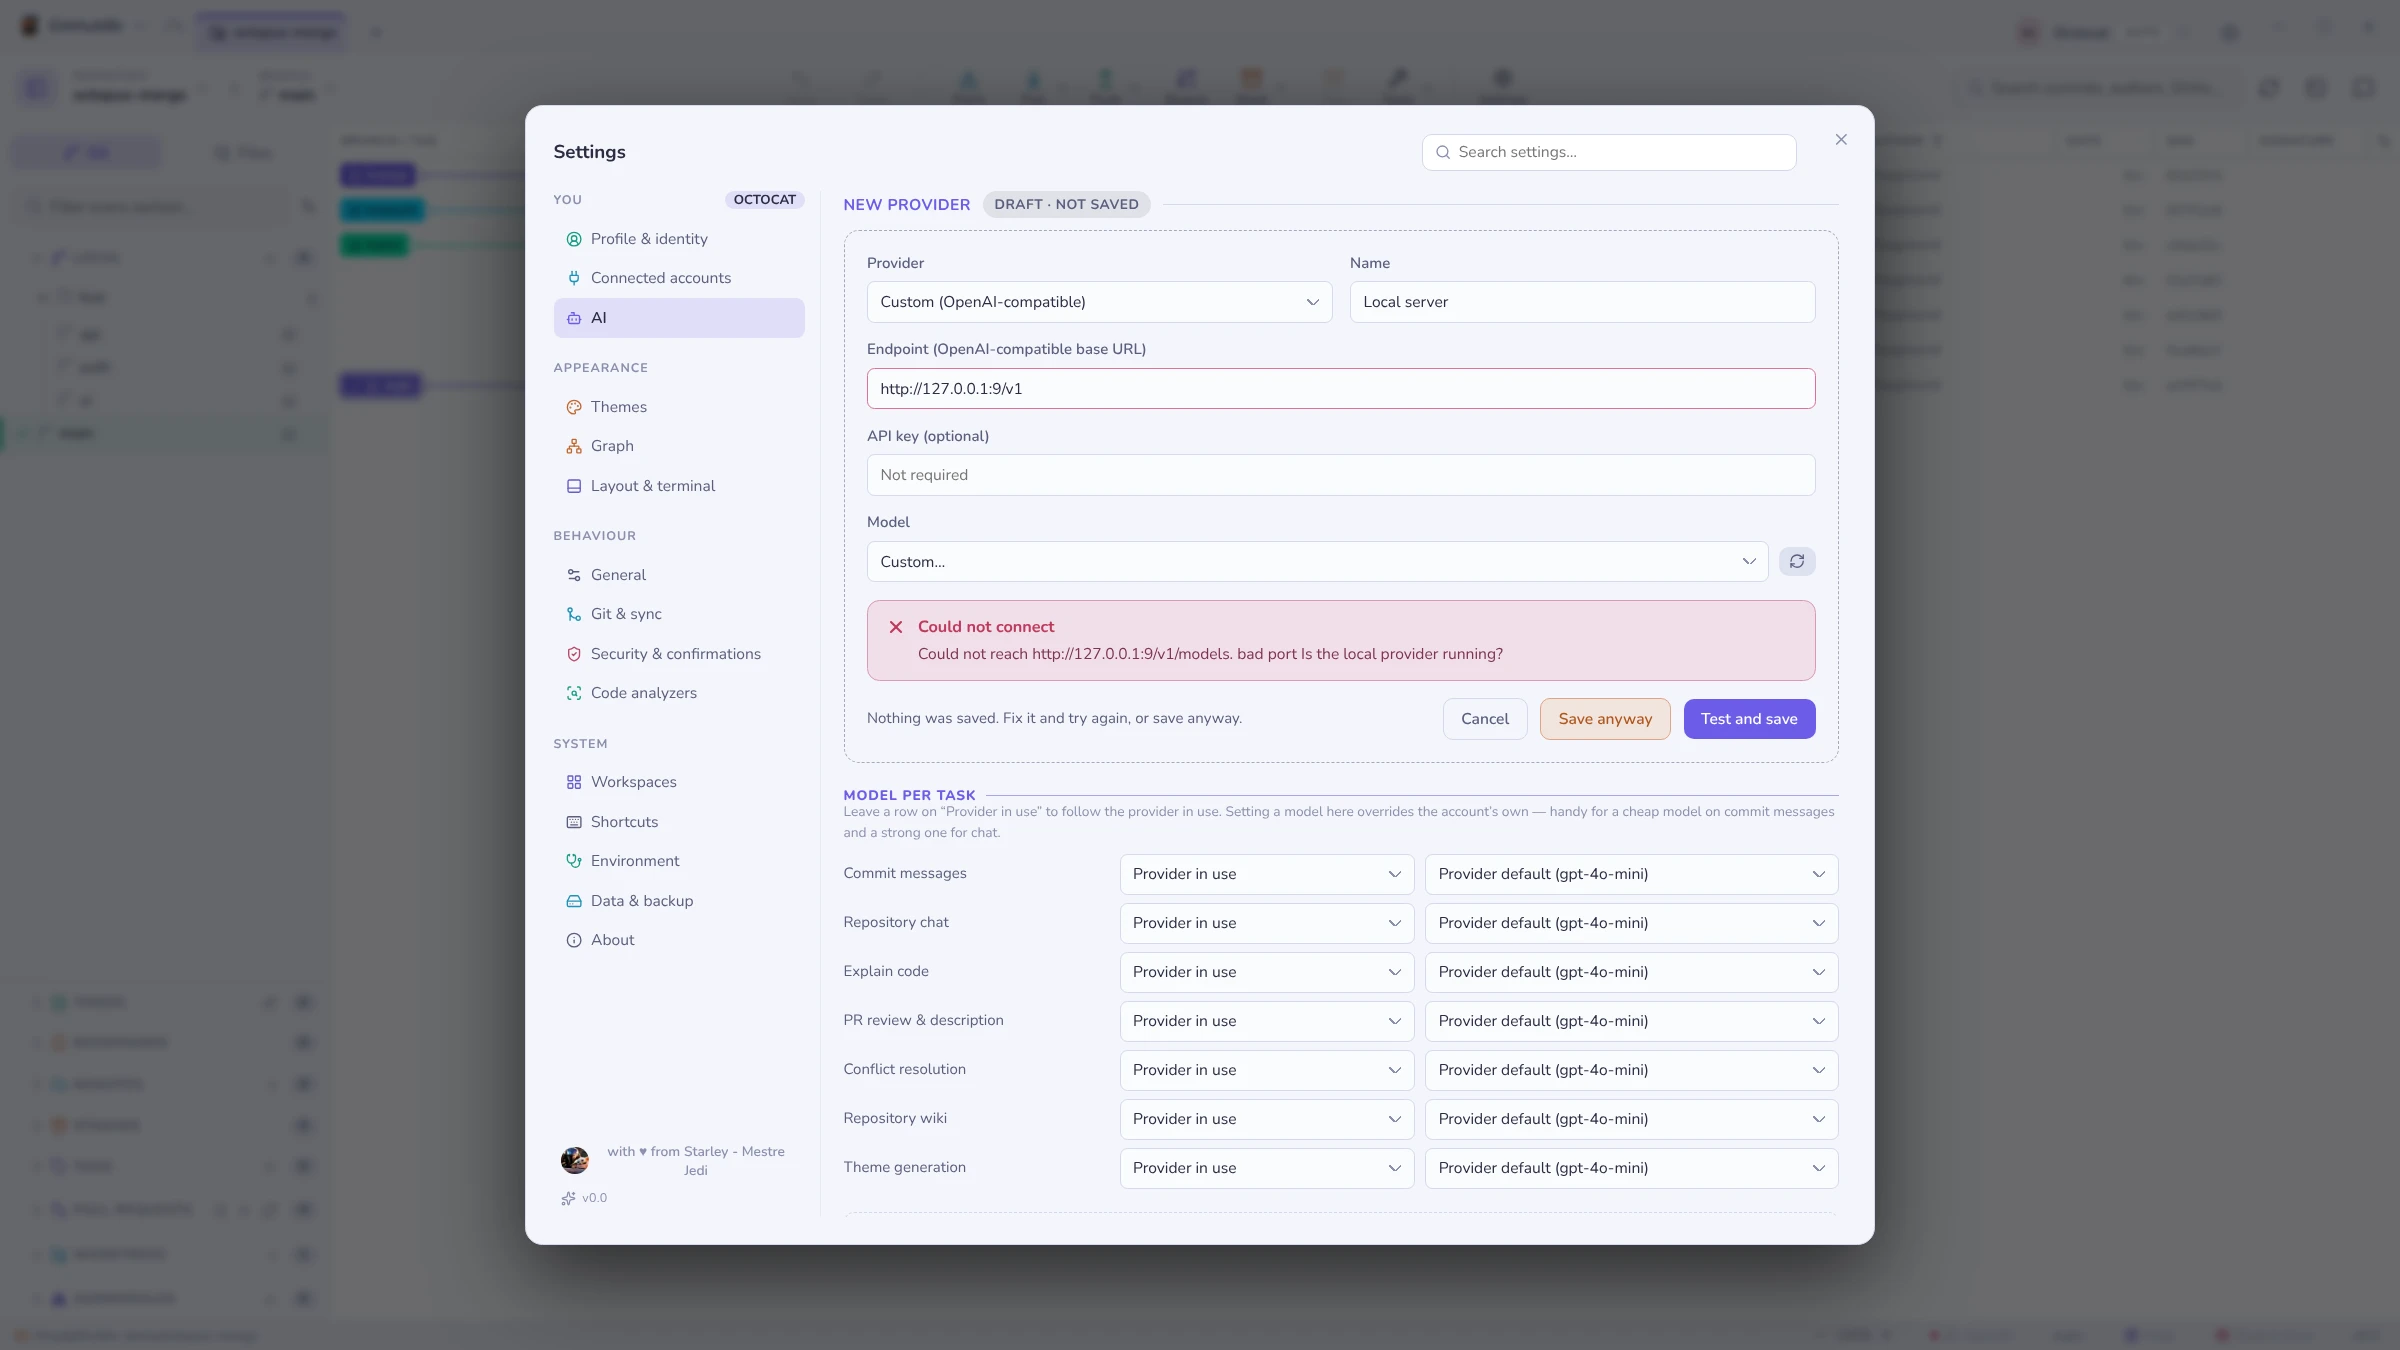 Settings
Search settings...
YOU
OCTOCAT
Profile & identity
Connected accounts
AI
APPEARANCE
Themes
Graph
Layout & terminal
BEHAVIOUR
General
Git & sync
Security & confirmations
Code analyzers
SYSTEM
Workspaces
Shortcuts
Environment
Data & backup
About
with ♥ from Starley - Mestre
Jedi
v0.0
NEW PROVIDER
DRAFT · NOT SAVED
Provider
Name
Custom (OpenAI-compatible)
Local server
Endpoint (OpenAI-compatible base URL)
http://127.0.0.1:9/v1
API key (optional)
Not required
Model
Custom...
Could not connect
Could not reach http://127.0.0.1:9/v1/models. bad port Is the local provider running?
Nothing was saved. Fix it and try again, or save anyway.
Cancel
Save anyway
Test and save
MODEL PER TASK
Leave a row on “Provider in use” to follow the provider in use. Setting a model here overrides the account’s own — handy for a cheap model on commit messages
and a strong one for chat.
Commit messages
Provider in use
Provider default (gpt-4o-mini)
Repository chat
Provider in use
Provider default (gpt-4o-mini)
Explain code
Provider in use
Provider default (gpt-4o-mini)
PR review & description
Provider in use
Provider default (gpt-4o-mini)
Conflict resolution
Provider in use
Provider default (gpt-4o-mini)
Repository wiki
Provider in use
Provider default (gpt-4o-mini)
Theme generation
Provider in use
Provider default (gpt-4o-mini)